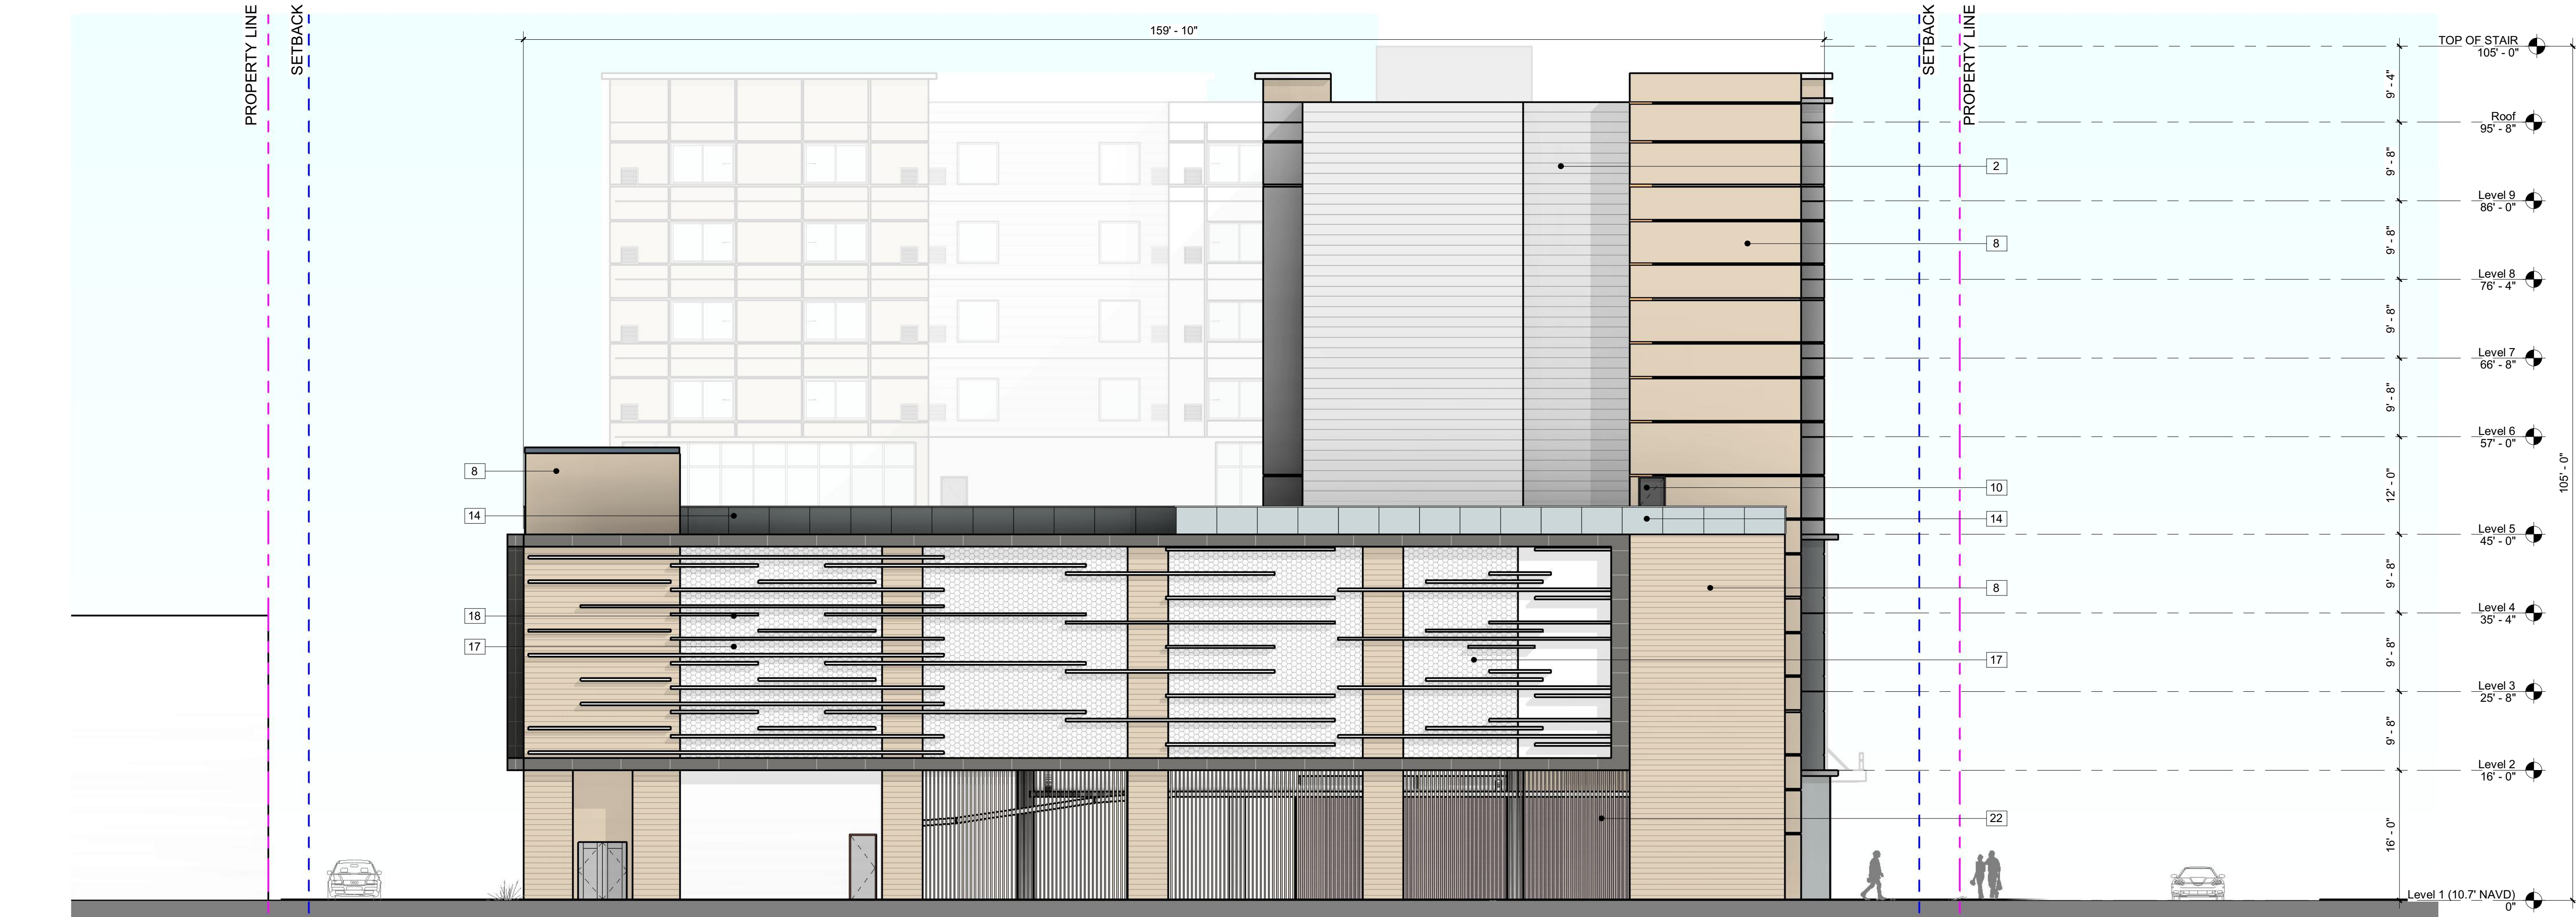 PROPERTY LINE
SETBACK
159' - 10"
SETBACK
PROPERTY LINE
TOP OF STAIR
105' - 0"
9' - 4"
Roof
95' - 8"
9' - 8"
2
Level 9
86' - 0"
9' - 8"
8
Level 8
76' - 4"
9' - 8"
Level 7
66' - 8"
9' - 8"
Level 6
57' - 0"
8
12' - 0"
105' - 0"
10
14
14
Level 5
45' - 0"
9' - 8"
8
18
Level 4
35' - 4"
17
17
9' - 8"
Level 3
25' - 8"
9' - 8"
Level 2
16' - 0"
22
16' - 0"
Level 1 (10.7' NAVD)
0"